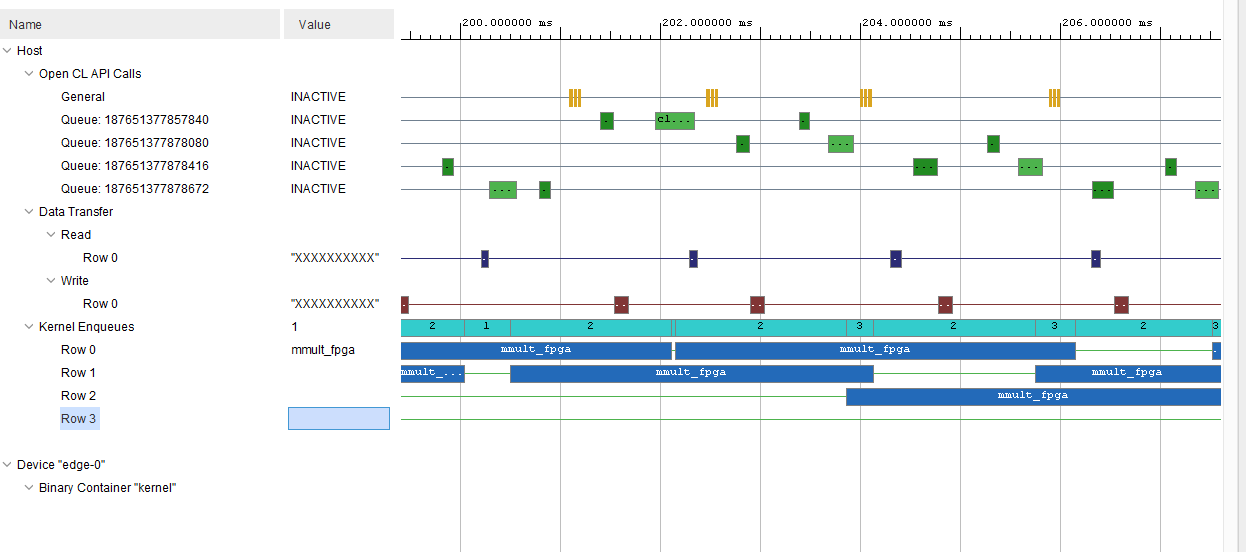 Name Value 200.000000 ms 202.000000 ms 204.000000 ms 206.000000 ms
Host
Open CL API Calls
General INACTIVE
Queue: 187651377857840 INACTIVE cl...
Queue: 187651377878080 INACTIVE ...
Queue: 187651377878416 INACTIVE ... ...
Queue: 187651377878672 INACTIVE ... ... ...
Data Transfer
Read
Row 0 "XXXXXXXXXX"
Write
Row 0 "XXXXXXXXXX"
Kernel Enqueues 1 2 1 2 2 3 2 3 2 3
Row 0 mmult_fpga mmult_fpga mmult_fpga .
Row 1 mmult_... mmult_fpga mmult_fpga
Row 2 mmult_fpga
Row 3
Device "edge-0"
Binary Container "kernel"